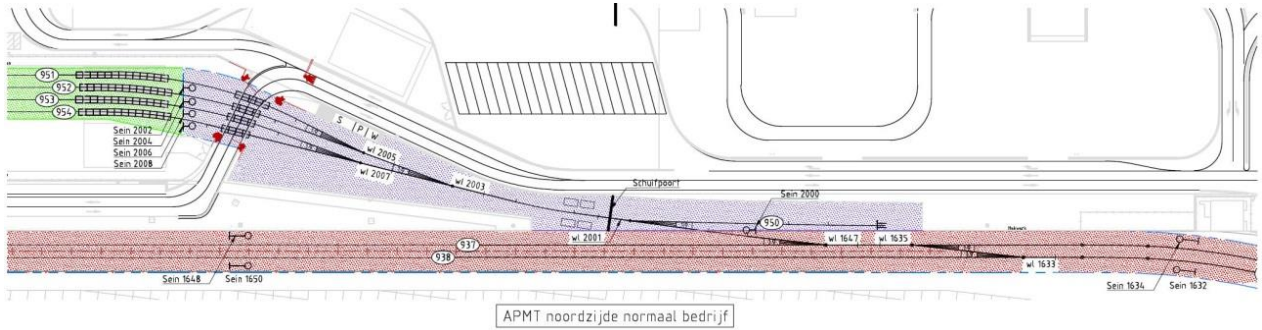 951
952
953
954
Sein 2002
Sein 2004
Sein 2006
Sein 2008
S |P|W
wl 2005
wl 2007
wl 2003
Schuifpoort
Sein 2000
950
wl 2001
wl 1647
wl 1635
937
938
wl 1633
Sein 1648
Sein 1650
Sein 1634
Sein 1632
APMT noordzijde normaal bedrijf